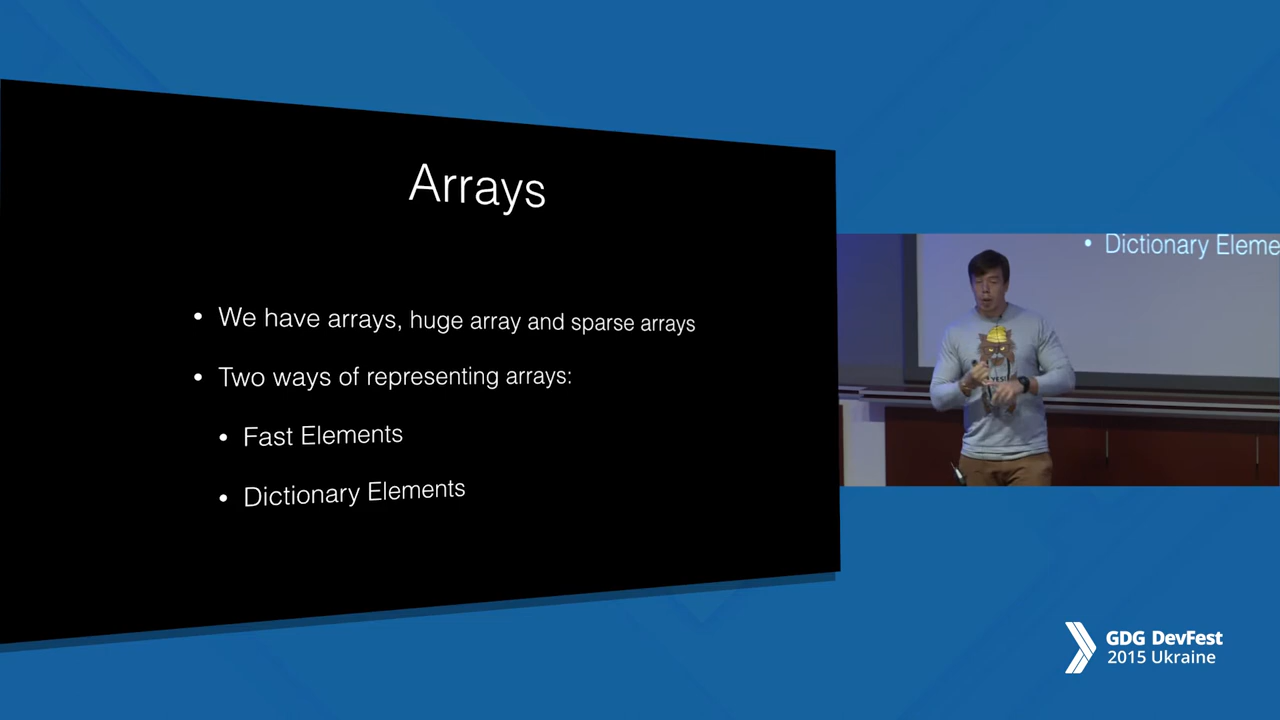 Arrays
• We have arrays, huge array and sparse arrays
• Two ways of representing arrays:
• Fast Elements
• Dictionary Elements
• Dictionary Eleme
GDG DevFest
2015 Ukraine